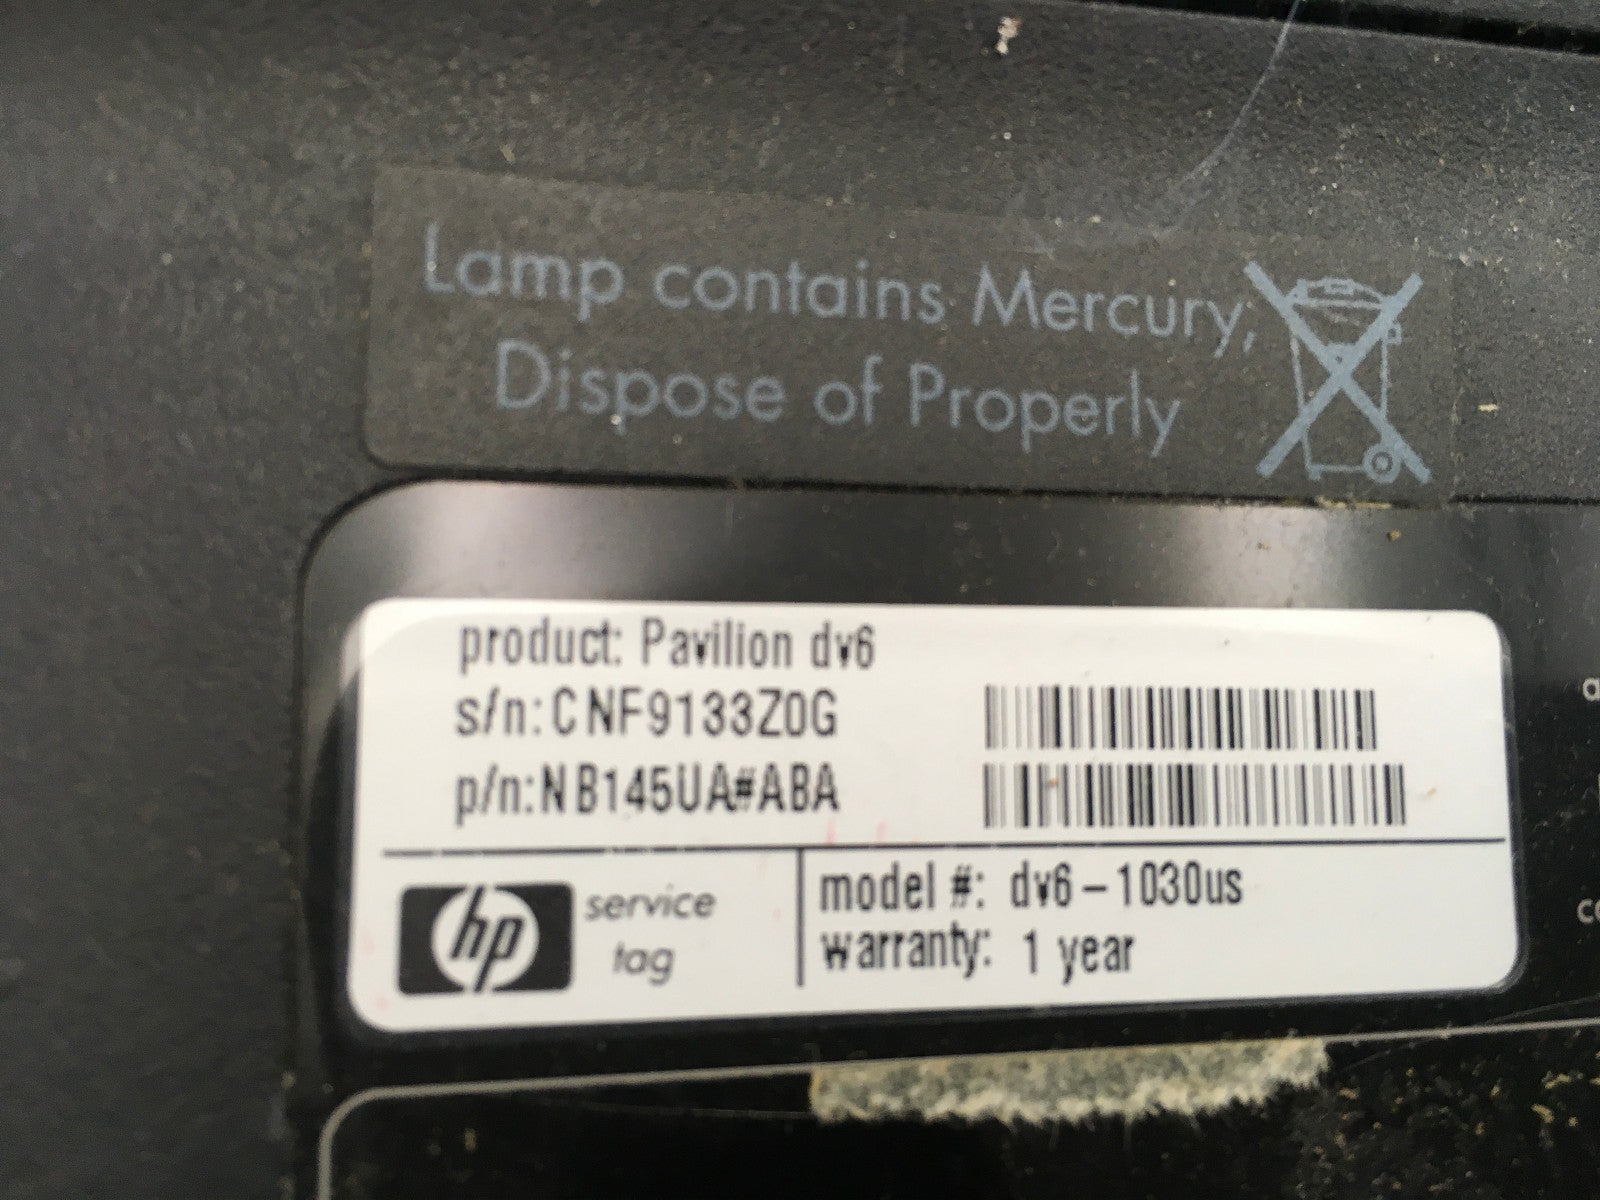 Lamp contains Mercury,
Dispose of Properly
product: Pavilion dv6
s/n:CNF9133Z0G
p/n:NB145UA#ABA
hp service tag
model #: dv6-1030us
warranty: 1 year